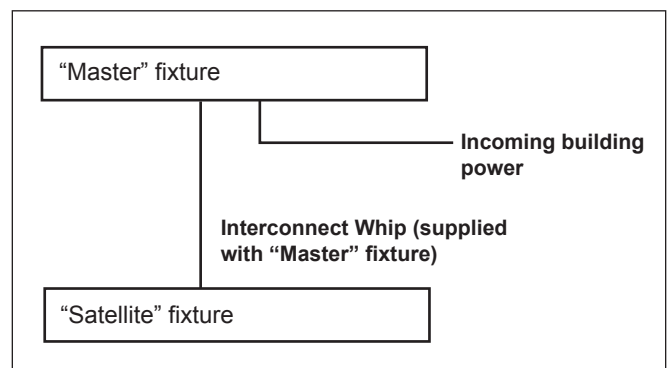 “Master” fixture
Incoming building
power
Interconnect Whip (supplied
with “Master” fixture)
“Satellite” fixture